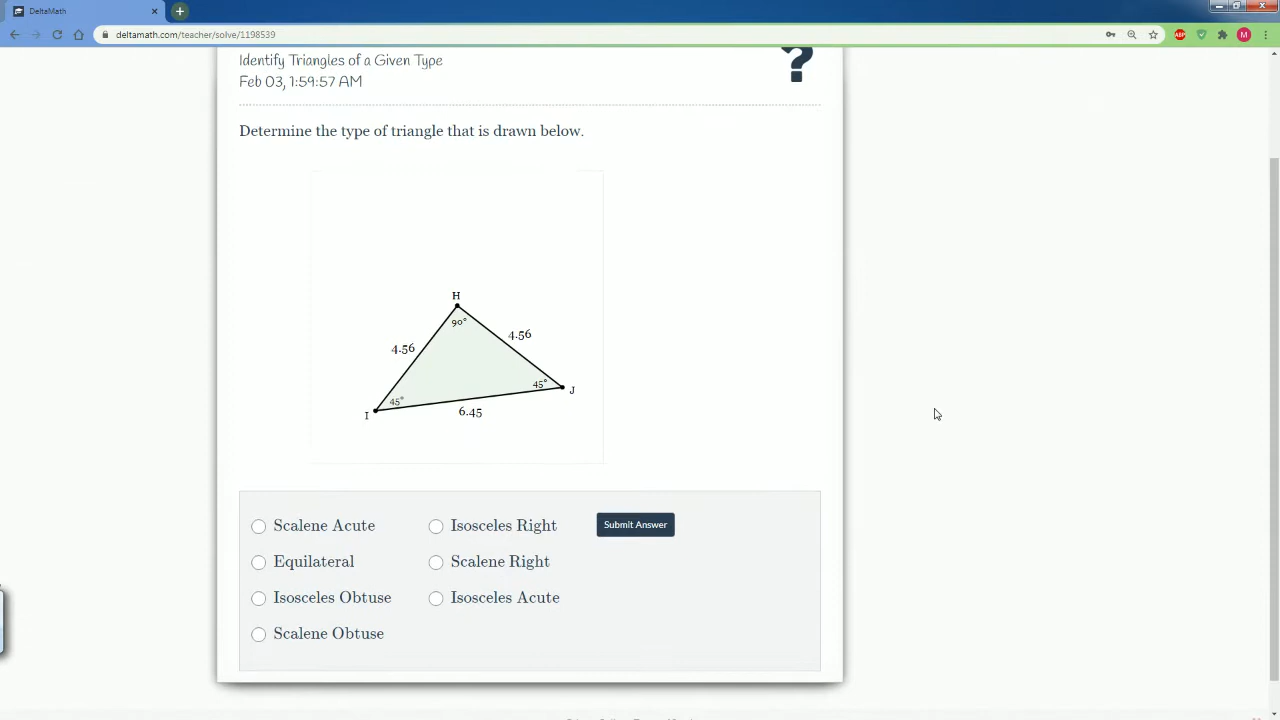 DeltaMath
deltamath.com/teacher/solve/1198539
ABP
M
Identify Triangles of a Given Type
Feb 03, 1:59:57 AM
?
Determine the type of triangle that is drawn below.
H
90°
4.56
4.56
45°
J
45°
I
6.45
Scalene Acute
Isosceles Right
Submit Answer
Equilateral
Scalene Right
Isosceles Obtuse
Isosceles Acute
Scalene Obtuse